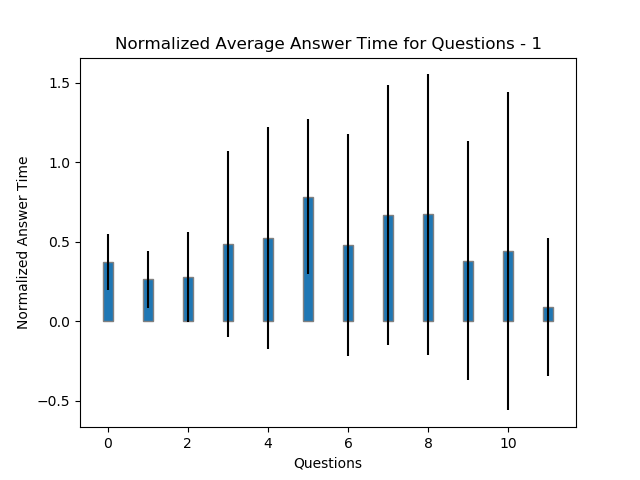 Normalized Average Answer Time for Questions - 1
1.5
1.0
0.5
0.0
−0.5
Normalized Answer Time
0 2 4 6 8 10
Questions